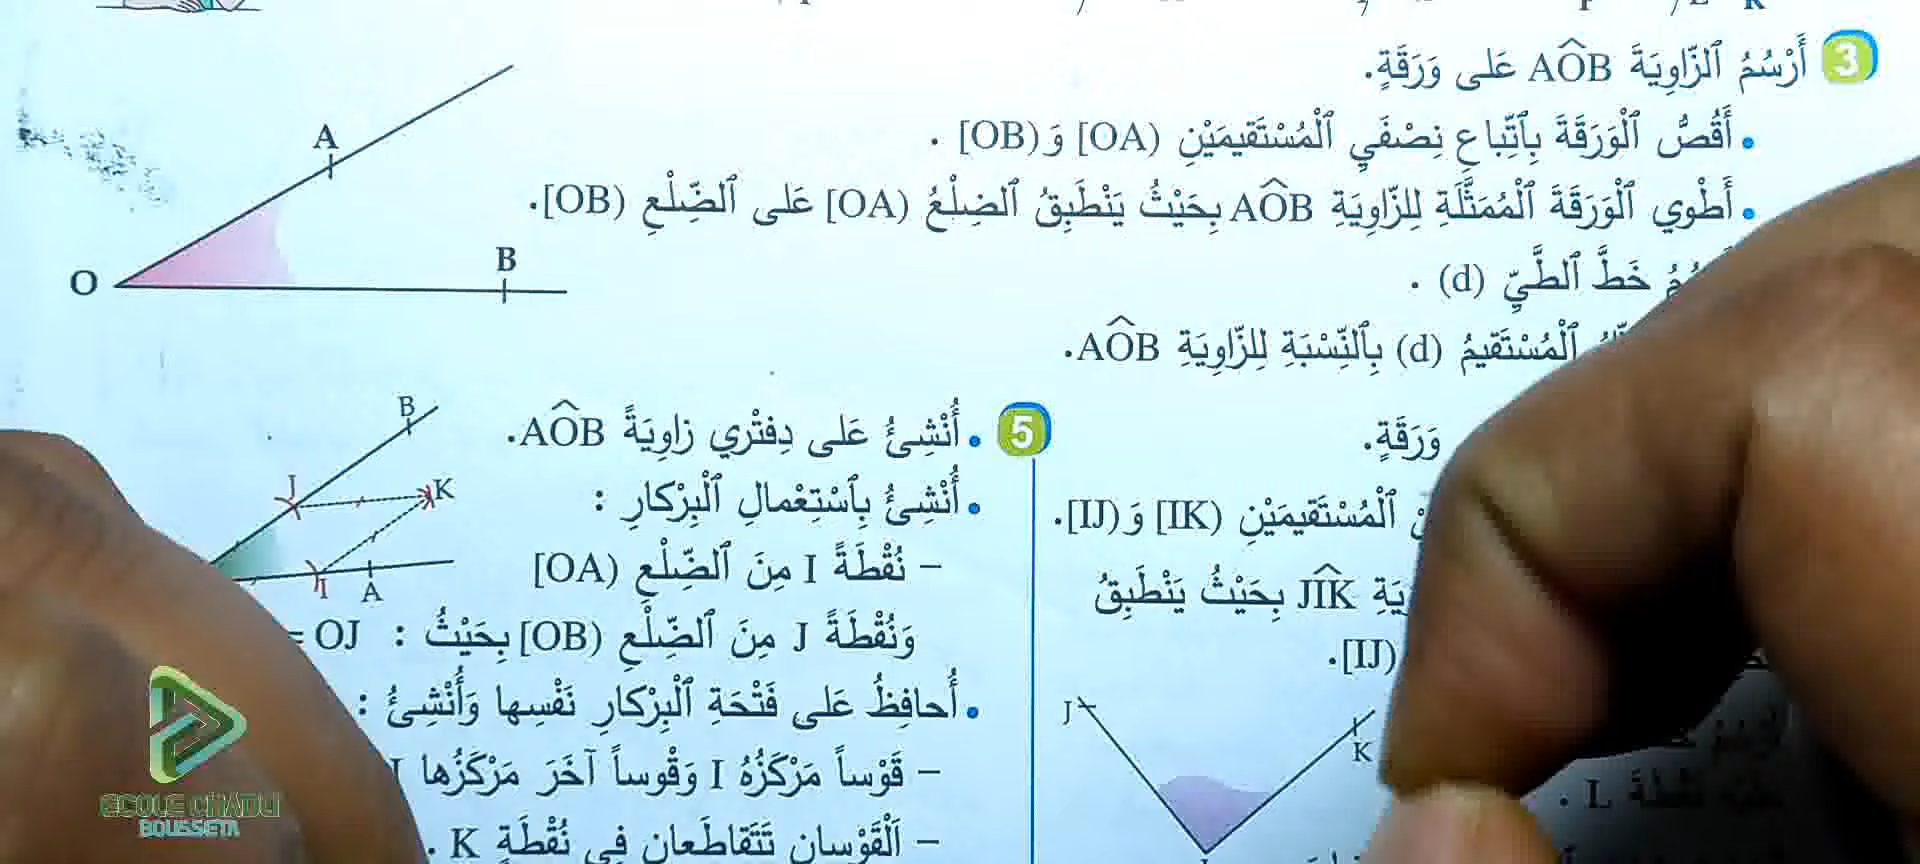 3 أَرْسُمُ ٱلزّاوِيَةَ AÔB عَلى وَرَقَةٍ.
• أَقُصُّ ٱلْوَرَقَةَ بِٱتِّباعِ نِصْفَيِ ٱلْمُسْتَقيمَيْنِ [OA) وَ[OB) .
• أَطْوي ٱلْوَرَقَةَ ٱلْمُمَثَّلَةِ لِلزّاوِيَةِ AÔB بِحَيْثُ يَنْطَبِقُ ٱلضِلْعُ [OA) عَلى ٱلضِّلْعِ [OB).
خَطَّ ٱلطَّيِّ (d) .
ٱلْمُسْتَقيمُ (d) بِٱلنِّسْبَةِ لِلزّاوِيَةِ AÔB.
A
B
O
وَرَقَةٍ.
ٱلْمُسْتَقيمَيْنِ [IK) وَ[IJ).
JÎK بِحَيْثُ يَنْطَبِقُ
[IJ).
J
K
نُقْطَةَ L .
5 • أُنْشِئُ عَلى دِفْتْري زاوِيَةً AÔB.
• أُنْشِئُ بِٱسْتِعْمالِ ٱلْبِرْكارِ :
– نُقْطَةً I مِنَ ٱلضِّلْعِ [OA)
وَنُقْطَةً J مِنَ ٱلضِّلْعِ [OB) بِحَيْثُ : = OJ
• أُحافِظُ عَلى فَتْحَةِ ٱلْبِرْكارِ نَفْسِها وَأُنْشِئُ :
– قَوْساً مَرْكَزُهُ I وَقَوْساً آخَرَ مَرْكَزُها
– اَلْقَوْسانِ تَتَقاطَعانِ في نُقْطَةٍ K .
B
J
K
I
A
ECOLE CHADLI
BOUSSIETA